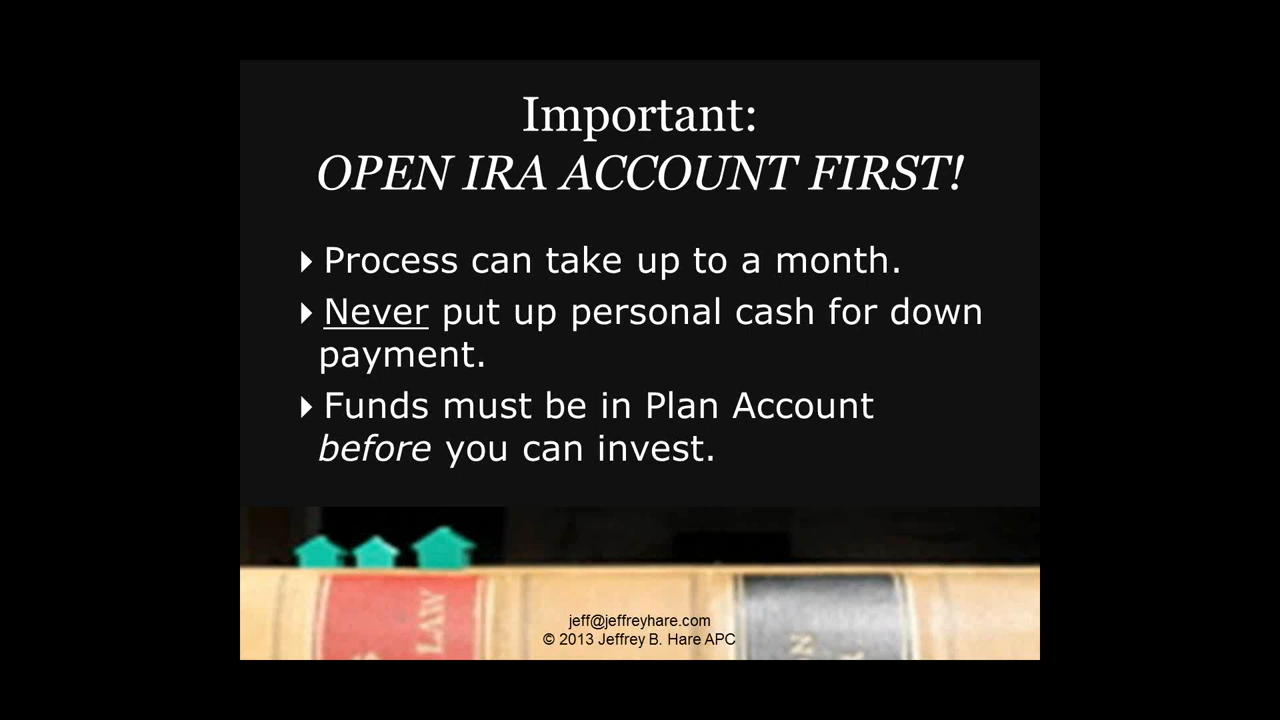 Important:
OPEN IRA ACCOUNT FIRST!
Process can take up to a month.
Never put up personal cash for down
payment.
Funds must be in Plan Account
before you can invest.
LAW
jeff@jeffreyhare.com
© 2013 Jeffrey B. Hare APC